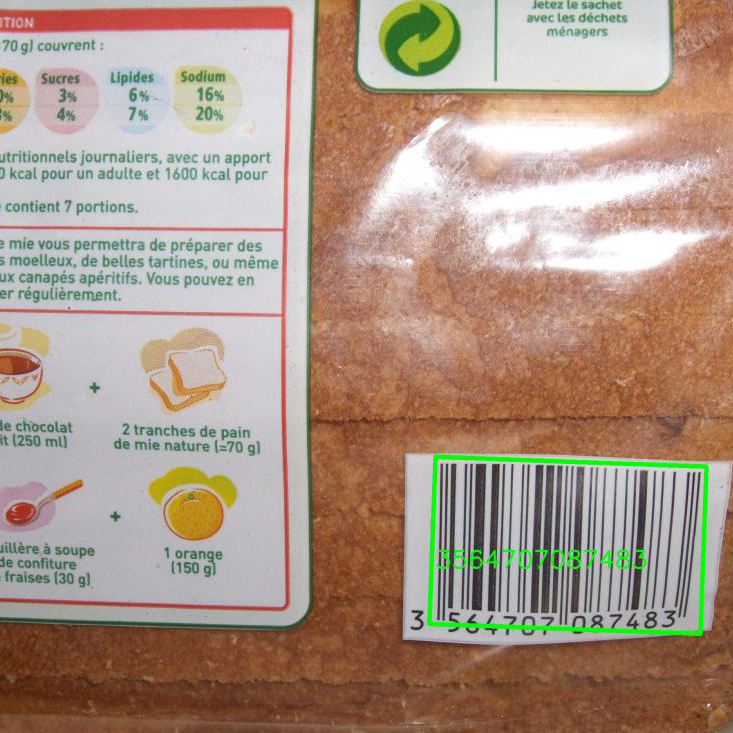 ITION
70 g) couvrent :
ries Sucres Lipides Sodium
0% 3% 6% 16%
% 4% 7% 20%
utritionnels journaliers, avec un apport
0 kcal pour un adulte et 1600 kcal pour
contient 7 portions.
e mie vous permettra de préparer des
s moelleux, de belles tartines, ou même
ux canapés apéritifs. Vous pouvez en
er régulièrement.
+
de chocolat
it (250 ml)
2 tranches de pain
de mie nature (=70 g)
+
uillère à soupe
de confiture
fraises (30 g)
1 orange
(150 g)
Jetez le sachet
avec les déchets
ménagers
3564707087483
3 564707 087483